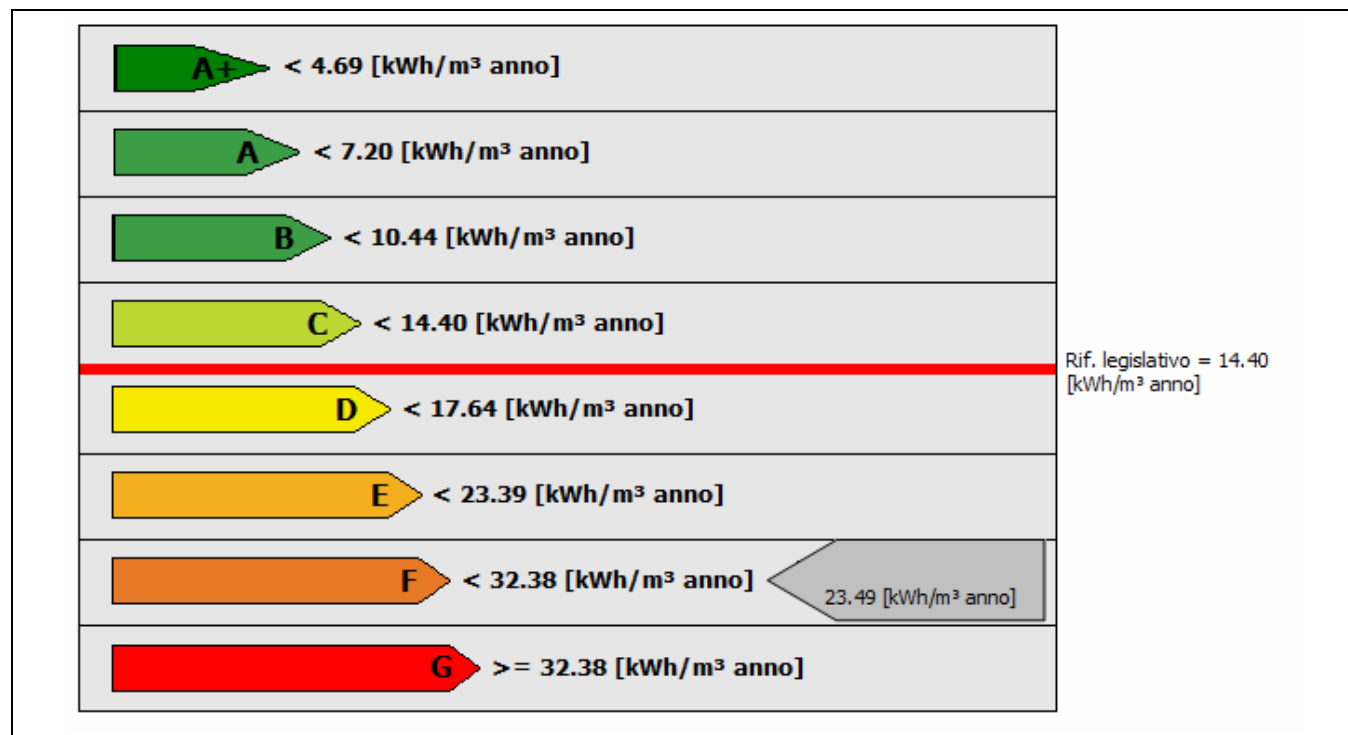 A+ < 4.69 [kWh/m³ anno]
A < 7.20 [kWh/m³ anno]
B < 10.44 [kWh/m³ anno]
C < 14.40 [kWh/m³ anno]
Rif. legislativo = 14.40
[kWh/m³ anno]
D < 17.64 [kWh/m³ anno]
E < 23.39 [kWh/m³ anno]
F < 32.38 [kWh/m³ anno] 23.49 [kWh/m³ anno]
G >= 32.38 [kWh/m³ anno]